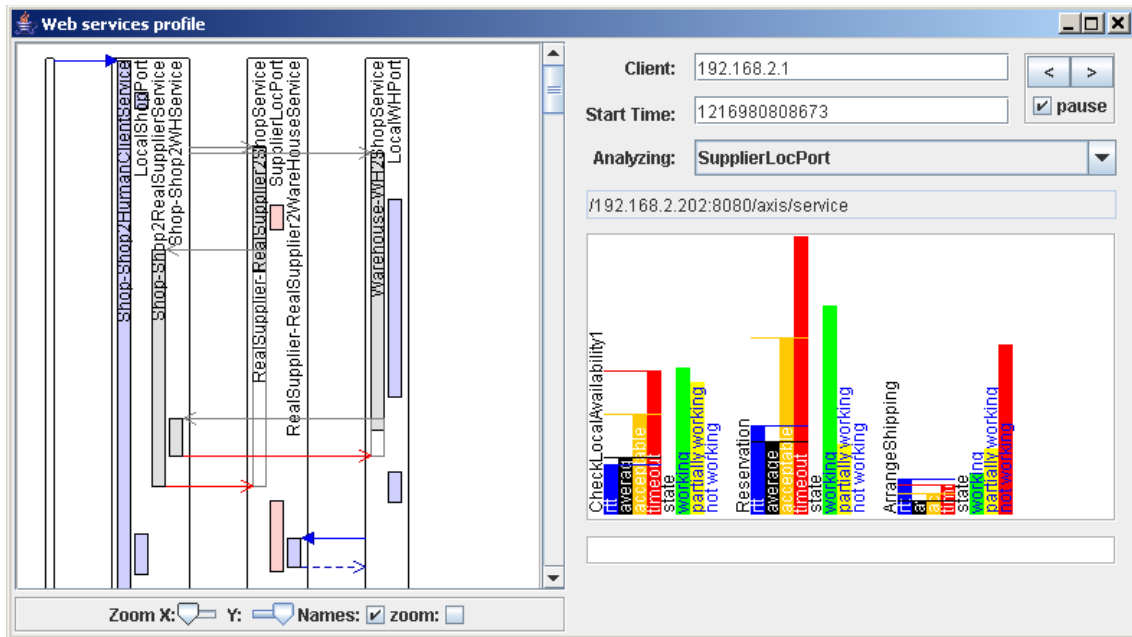 Web services profile
Shop-Shop2HumanClientService
LocalShopPort
Shop-Shop2RealSupplierService
Shop-Shop2WHService
RealSupplier-RealSupplier2ShopService
SupplierLocPort
RealSupplier-RealSupplier2WareHouseService
Warehouse-WH2ShopService
LocalWHPort
Zoom X: Y: Names: zoom:
Client: 192.168.2.1 < >
Start Time: 1216980808673 pause
Analyzing: SupplierLocPort
/192.168.2.202:8080/axis/service
CheckLocalAvailability1
rtt
average
acceptable
timeout
state
working
partially working
not working
Reservation
rtt
average
acceptable
timeout
state
working
partially working
not working
ArrangeShipping
rtt
state
working
partially working
not working